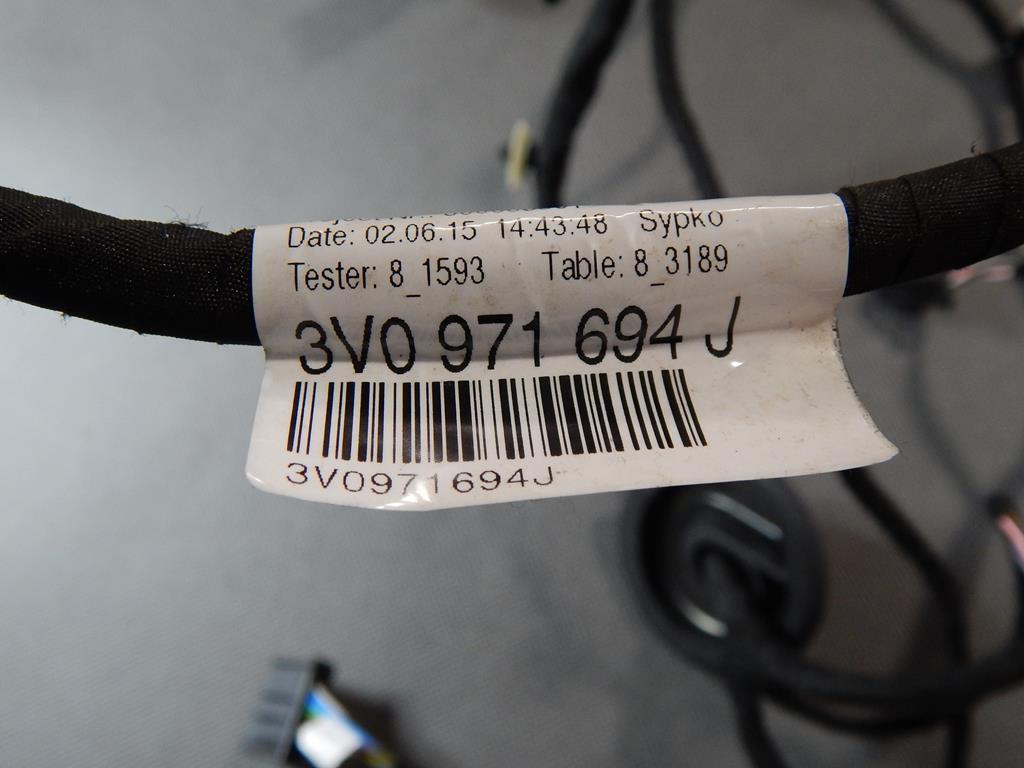 Date: 02.06.15 14:43:48 Sypko
Tester: 8_1593 Table: 8_3189
3V0 971 694 J
3V0971694J